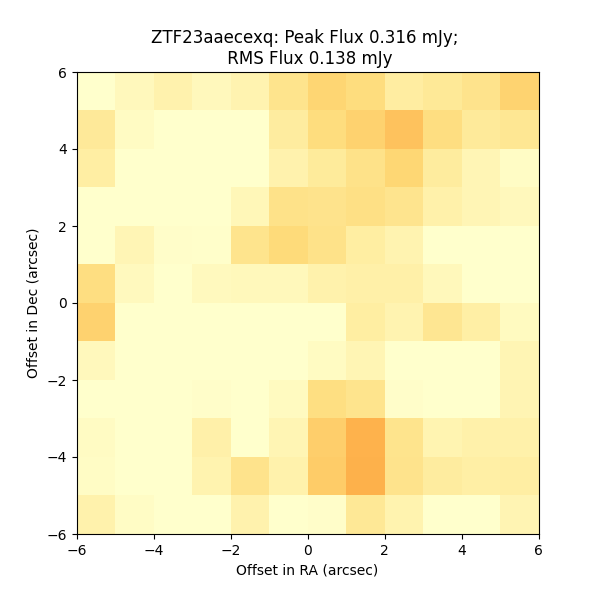 ZTF23aaecexq: Peak Flux 0.316 mJy;
RMS Flux 0.138 mJy
6
4
2
0
−2
−4
−6
Offset in Dec (arcsec)
−6 −4 −2 0 2 4 6
Offset in RA (arcsec)